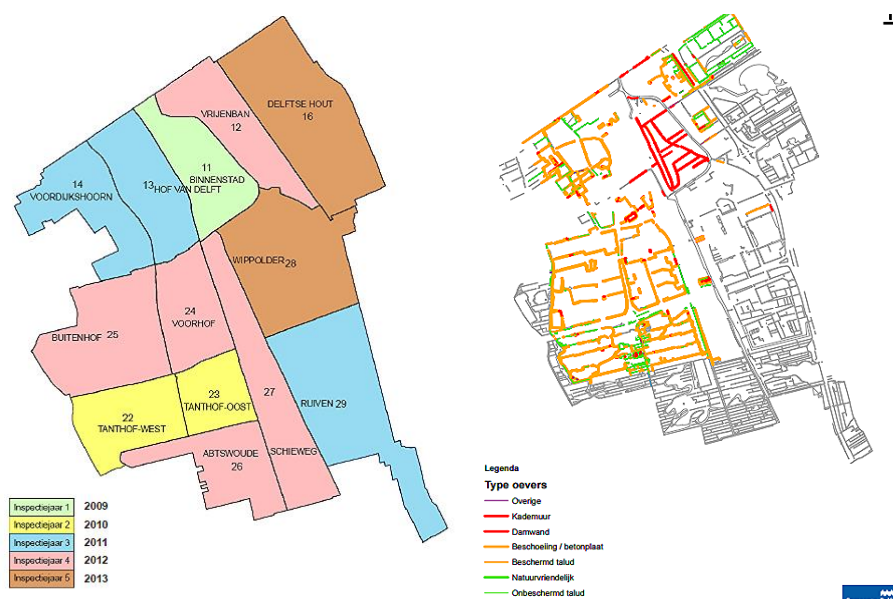 DELFTSE HOUT
16
VRIJENBAN
12
11
BINNENSTAD
13 HOF VAN DELFT
14
VOORDIJKSHOORN
WIPPOLDER 28
24
VOORHOF
BUITENHOF 25
23
TANTHOF-OOST
27
RUIVEN 29
22
TANTHOF-WEST
ABTSWOUDE
26
SCHIEWEG
Inspectiejaar 1 2009
Inspectiejaar 2 2010
Inspectiejaar 3 2011
Inspectiejaar 4 2012
Inspectiejaar 5 2013
Legenda
Type oevers
Overige
Kademuur
Damwand
Beschoeiing / betonplaat
Beschermd talud
Natuurvriendelijk
Onbeschermd talud